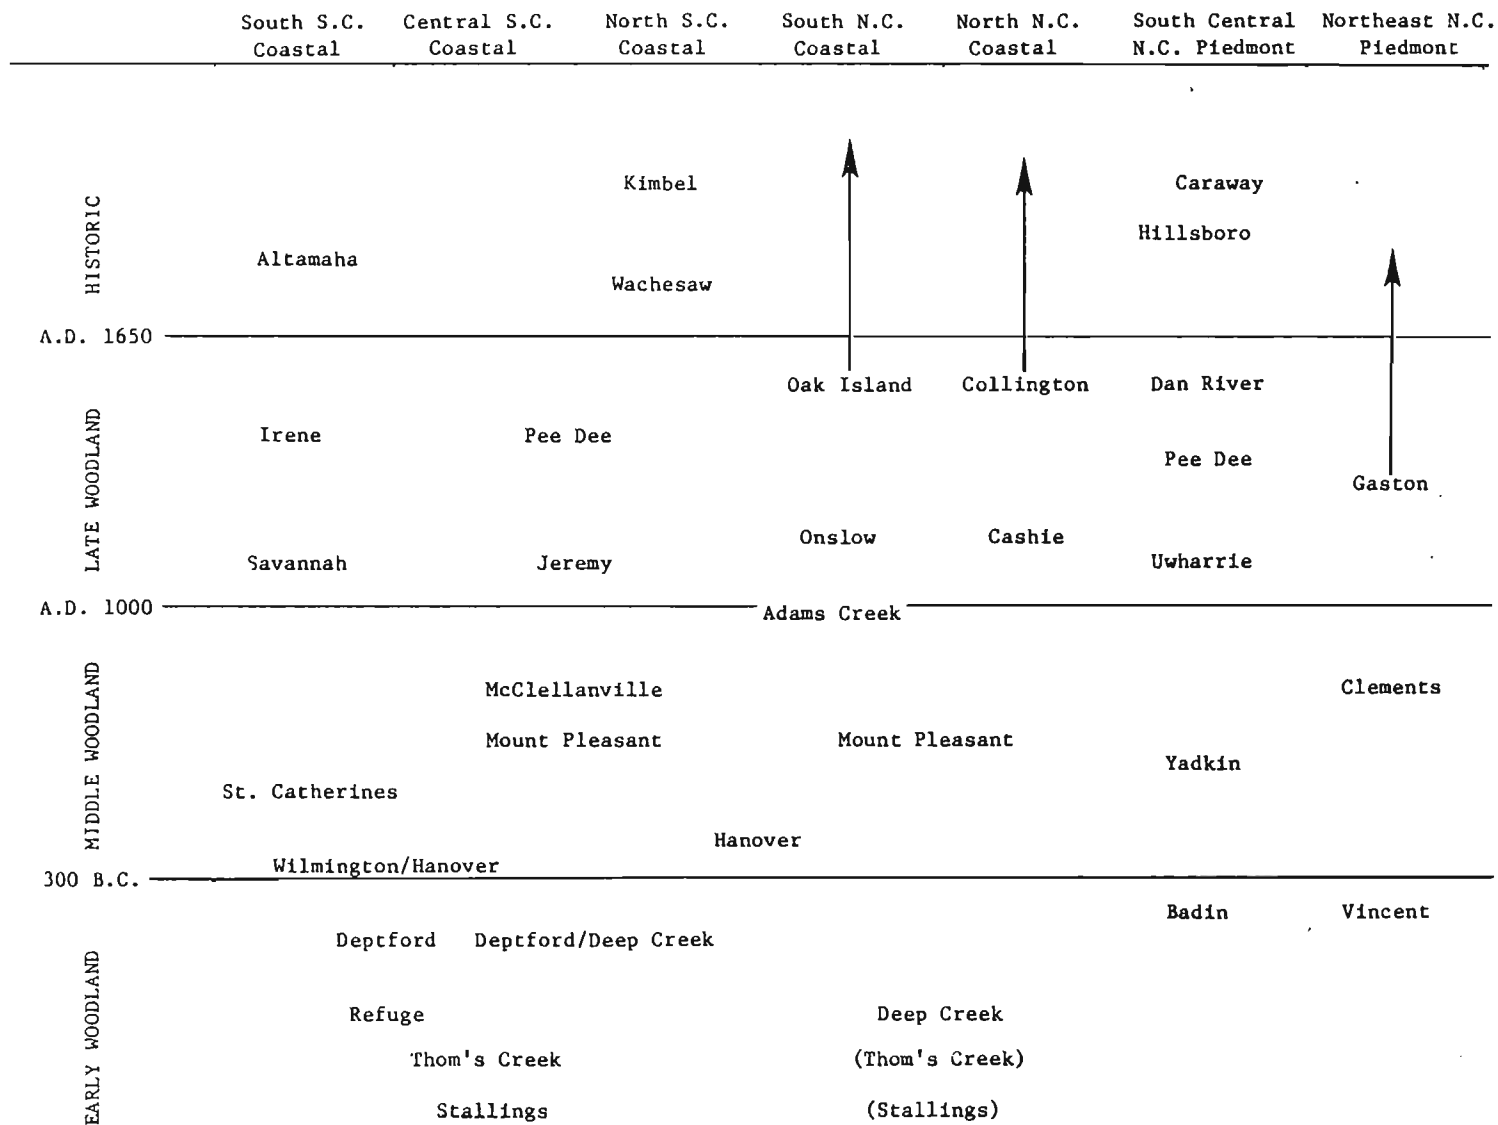 South S.C. Central S.C. North S.C. South N.C. North N.C. South Central Northeast N.C.
Coastal Coastal Coastal Coastal Coastal N.C. Piedmont Piedmont
HISTORIC
Kimbel Caraway
Hillsboro
Altamaha
Wachesaw
A.D. 1650
LATE WOODLAND
Oak Island Collington Dan River
Irene Pee Dee
Pee Dee
Gaston
Onslow Cashie
Savannah Jeremy Uwharrie
A.D. 1000
Adams Creek
MIDDLE WOODLAND
McClellanville Clements
Mount Pleasant Mount Pleasant
Yadkin
St. Catherines
Hanover
Wilmington/Hanover
300 B.C.
EARLY WOODLAND
Badin Vincent
Deptford Deptford/Deep Creek
Refuge Deep Creek
Thom's Creek (Thom's Creek)
Stallings (Stallings)